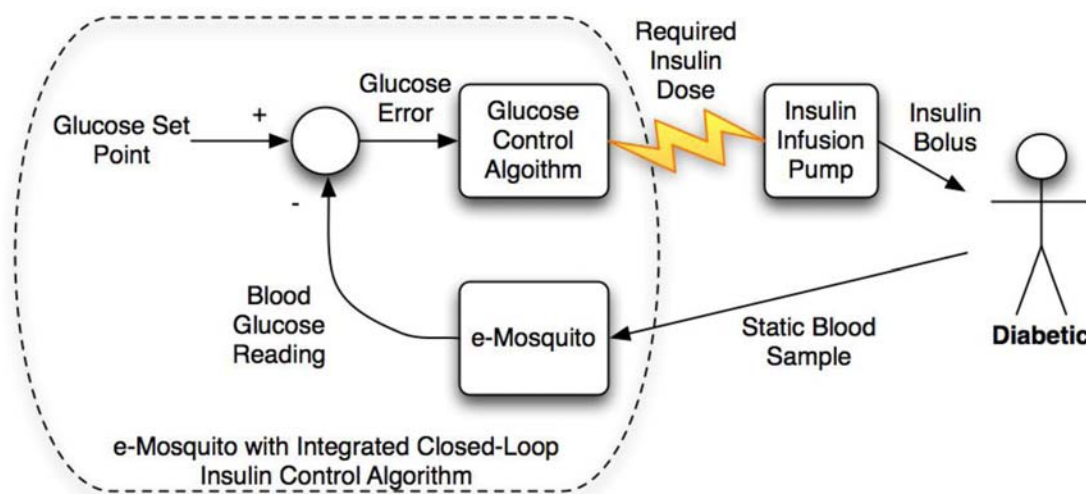 Glucose Set
Point
+
-
Glucose
Error
Glucose
Control
Algoithm
Required
Insulin
Dose
Insulin
Infusion
Pump
Insulin
Bolus
Diabetic
Static Blood
Sample
e-Mosquito
Blood
Glucose
Reading
e-Mosquito with Integrated Closed-Loop
Insulin Control Algorithm